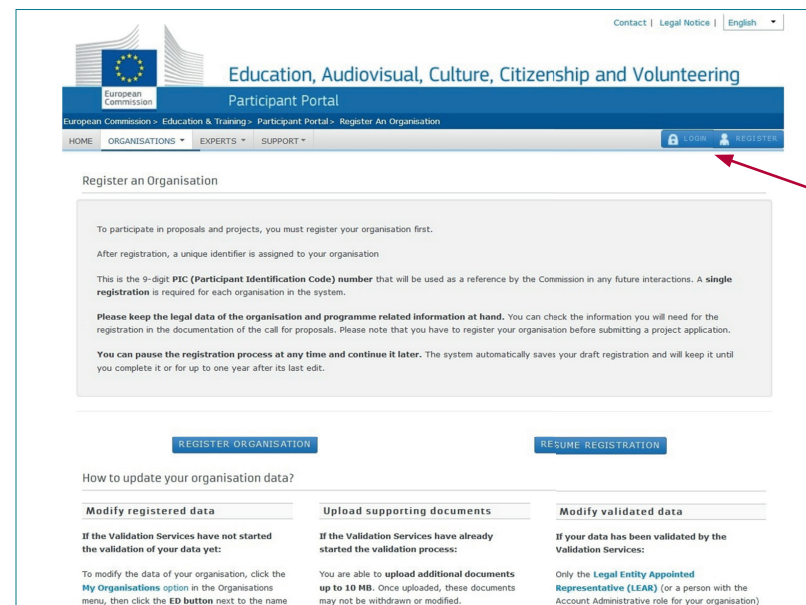 Contact | Legal Notice | English
Education, Audiovisual, Culture, Citizenship and Volunteering
European
Commission
Participant Portal
European Commission > Education & Training > Participant Portal > Register An Organisation
HOME ORGANISATIONS EXPERTS SUPPORT LOGIN REGISTER
Register an Organisation
To participate in proposals and projects, you must register your organisation first.
After registration, a unique identifier is assigned to your organisation
This is the 9-digit PIC (Participant Identification Code) number that will be used as a reference by the Commission in any future interactions. A single
registration is required for each organisation in the system.
Please keep the legal data of the organisation and programme related information at hand. You can check the information you will need for the
registration in the documentation of the call for proposals. Please note that you have to register your organisation before submitting a project application.
You can pause the registration process at any time and continue it later. The system automatically saves your draft registration and will keep it until
you complete it or for up to one year after its last edit.
REGISTER ORGANISATION RESUME REGISTRATION
How to update your organisation data?
Modify registered data
If the Validation Services have not started
the validation of your data yet:
To modify the data of your organisation, click the
My Organisations option in the Organisations
menu, then click the ED button next to the name
Upload supporting documents
If the Validation Services have already
started the validation process:
You are able to upload additional documents
up to 10 MB. Once uploaded, these documents
may not be withdrawn or modified.
Modify validated data
If your data has been validated by the
Validation Services:
Only the Legal Entity Appointed
Representative (LEAR) (or a person with the
Account Administrative role for your organisation)